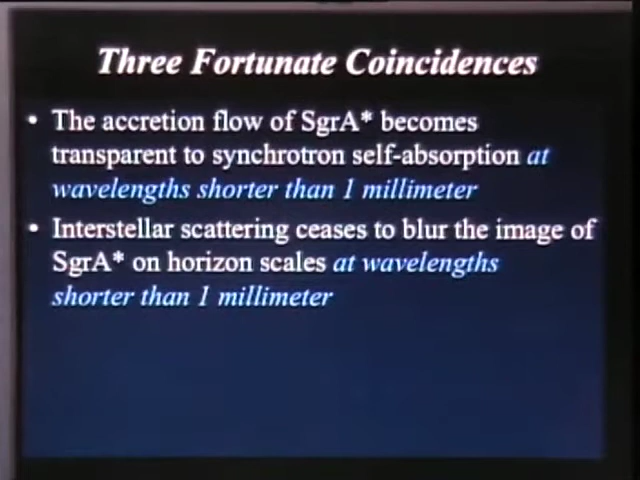 Three Fortunate Coincidences
• The accretion flow of SgrA* becomes
transparent to synchrotron self-absorption at
wavelengths shorter than 1 millimeter
• Interstellar scattering ceases to blur the image of
SgrA* on horizon scales at wavelengths
shorter than 1 millimeter